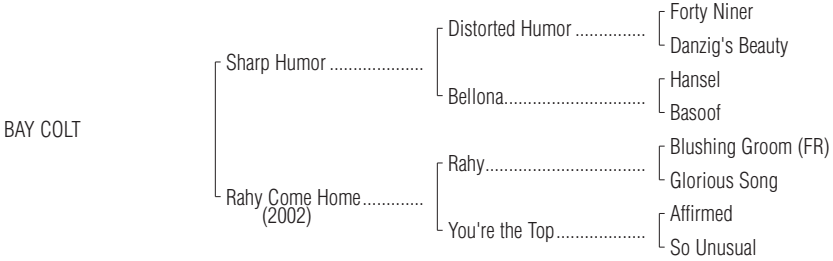 Forty Niner
Distorted Humor ...............
Danzig's Beauty
Sharp Humor ....................
Hansel
Bellona..............................
Basoof
BAY COLT
Blushing Groom (FR)
Rahy..................................
Glorious Song
Rahy Come Home.............
(2002)
Affirmed
You're the Top...................
So Unusual